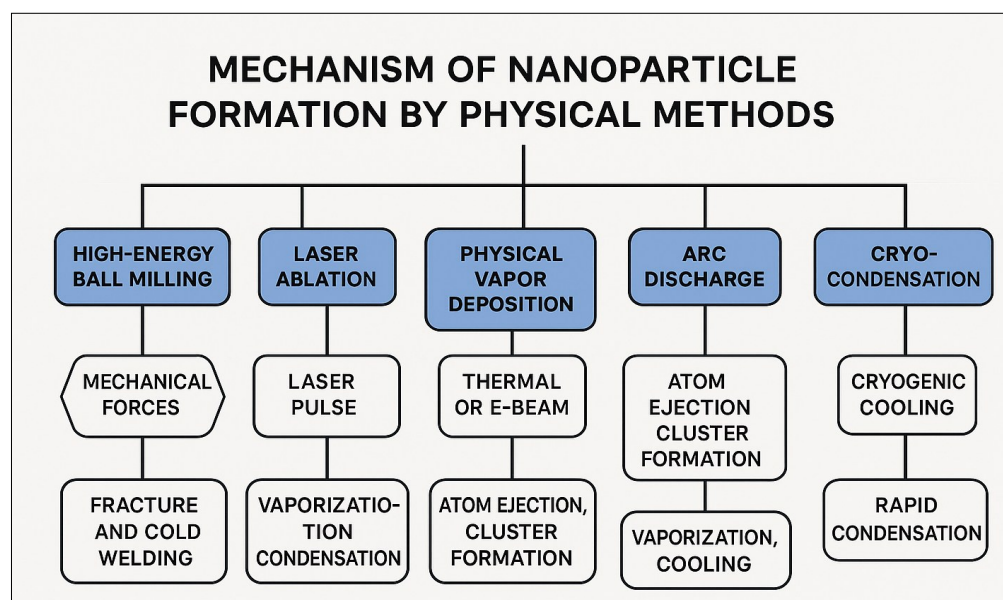 MECHANISM OF NANOPARTICLE
FORMATION BY PHYSICAL METHODS
HIGH-ENERGY
BALL MILLING
MECHANICAL
FORCES
FRACTURE
AND COLD
WELDING
LASER
ABLATION
LASER
PULSE
VAPORIZATIO-
TION
CONDENSATION
PHYSICAL
VAPOR
DEPOSITION
THERMAL
OR E-BEAM
ATOM EJECTION,
CLUSTER
FORMATION
ARC
DISCHARGE
ATOM
EJECTION
CLUSTER
FORMATION
VAPORIZATION,
COOLING
CRYO-
CONDENSATION
CRYOGENIC
COOLING
RAPID
CONDENSATION